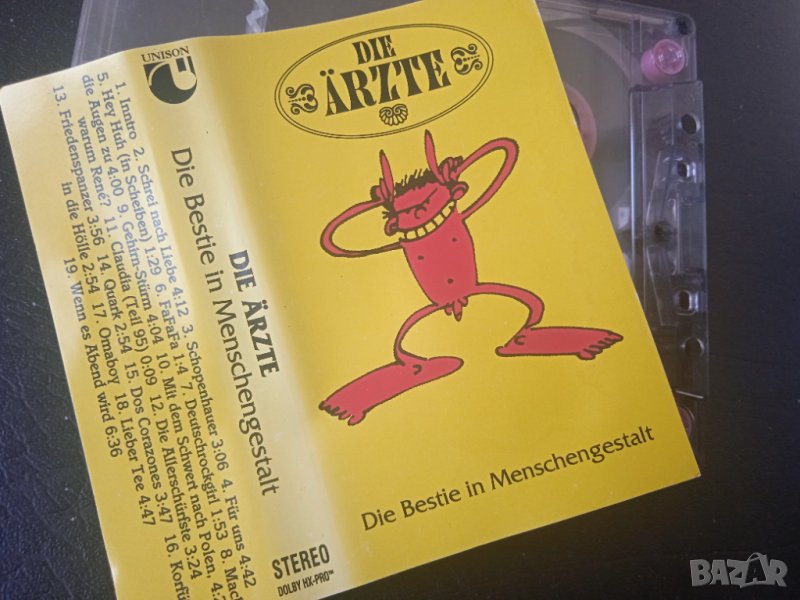 UNISON
1. Inntro 2. Schrei nach Liebe 4:12 3. Schopenhauer 3:06 4. Für uns 4:42
5. Hey Huh (in Scheiben) 1:29 6. FaFaFa 1:4 7. Deutschrockgirl 1:53 8. Mach
die Augen zu 4:00 9. Gehirn-Stürm 4:04 10. Mit dem Schwert nach Polen,
warum René? 11. Claudia (Teil 95) 0:09 12. Die Allerschürfste 3:24
13. Friedenspanzer 3:56 14. Quark 2:54 15. Dos Corazones 3:47 16. Korfu
in die Hölle 2:54 17. Omaboy 18. Lieber Tee 4:47
19. Wenn es Abend wird 6:36
DIE ÄRZTE
Die Bestie in Menschengestalt
STEREO
DOLBY HX-PRO™
DIE
ÄRZTE
Die Bestie in Menschengestalt
BAZAR